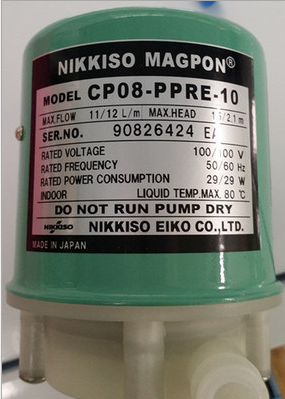 NIKKISO MAGPON®
MODEL CP08-PPRE-10
MAX.FLOW 11/12 L/m MAX.HEAD 1.5/2.1 m
SER.NO. 90826424 EA
RATED VOLTAGE 100/100 V
RATED FREQUENCY 50/60 Hz
RATED POWER CONSUMPTION 29/29 W
INDOOR LIQUID TEMP.MAX. 80℃
DO NOT RUN PUMP DRY
NIKKISO NIKKISO EIKO CO.,LTD.
MADE IN JAPAN